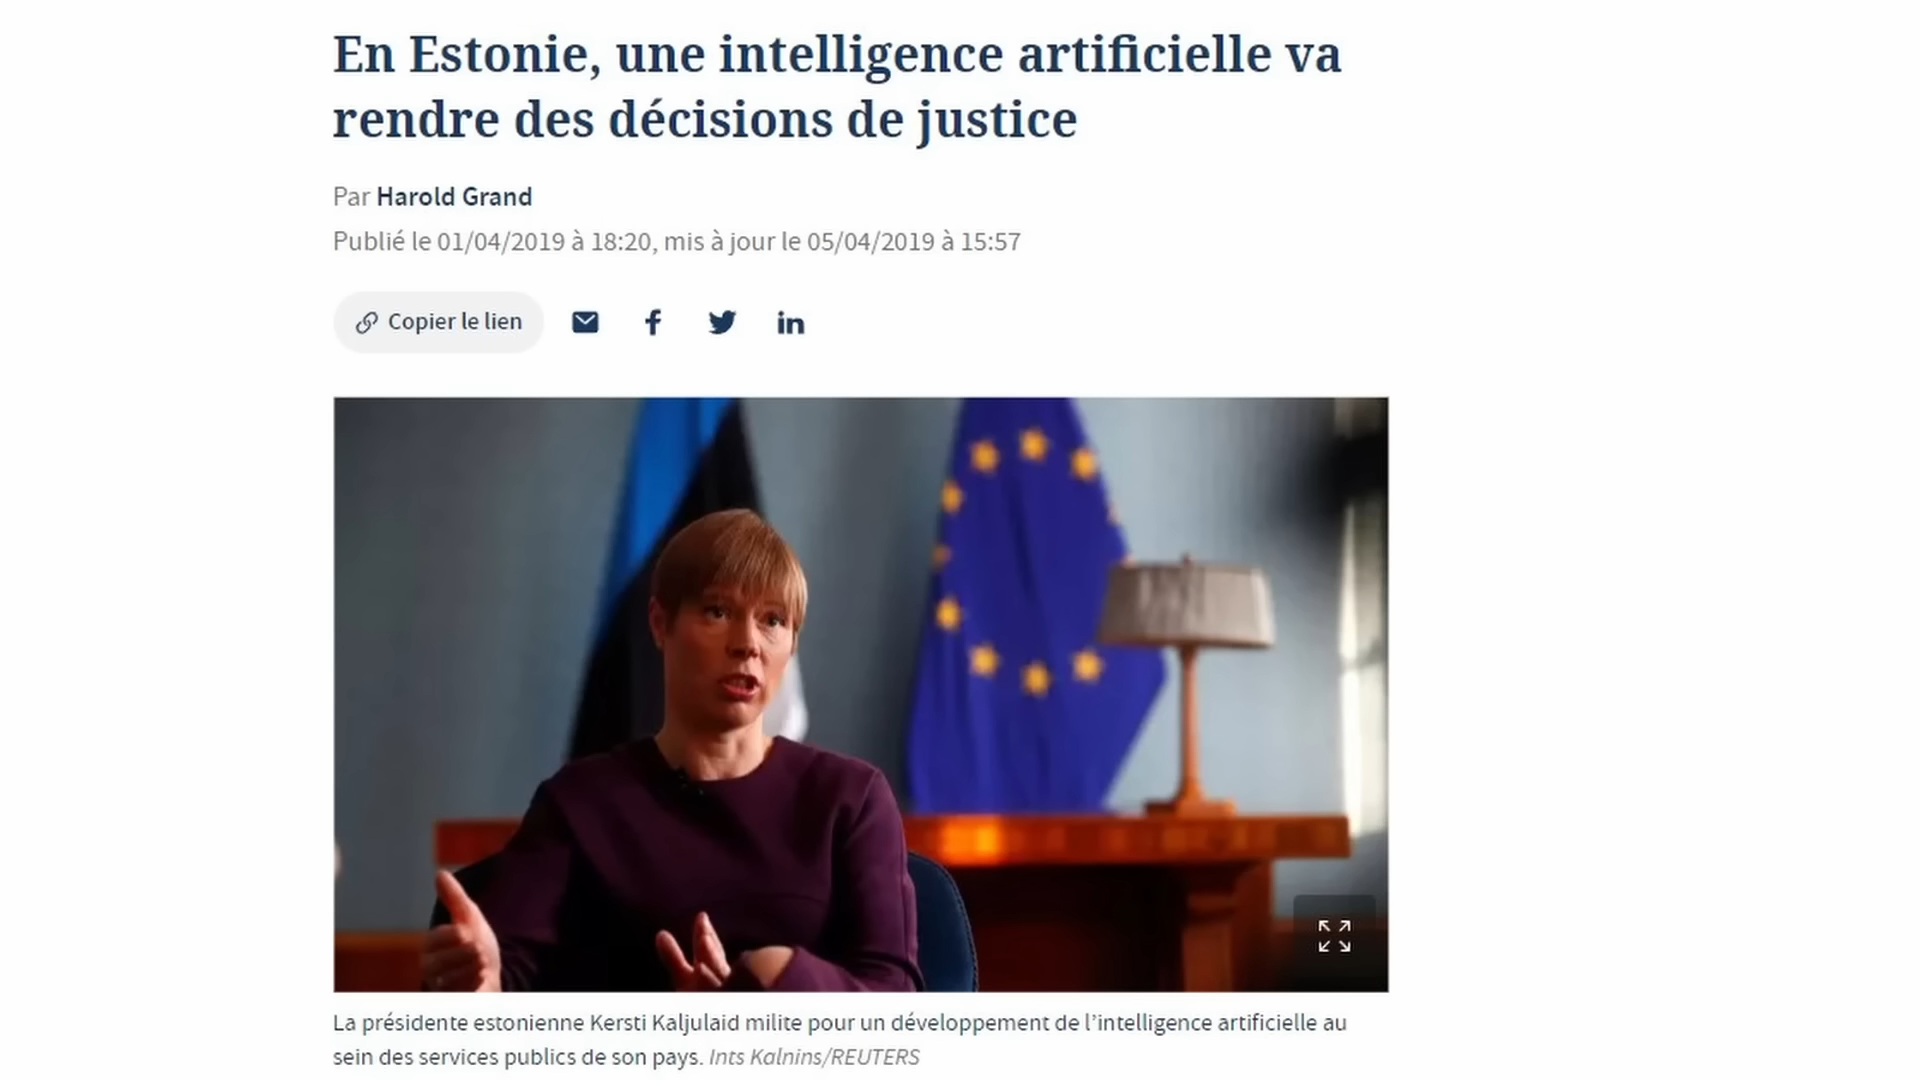 En Estonie, une intelligence artificielle va
rendre des décisions de justice
Par Harold Grand
Publié le 01/04/2019 à 18:20, mis à jour le 05/04/2019 à 15:57
Copier le lien
La présidente estonienne Kersti Kaljulaid milite pour un développement de l’intelligence artificielle au
sein des services publics de son pays. Ints Kalnins/REUTERS